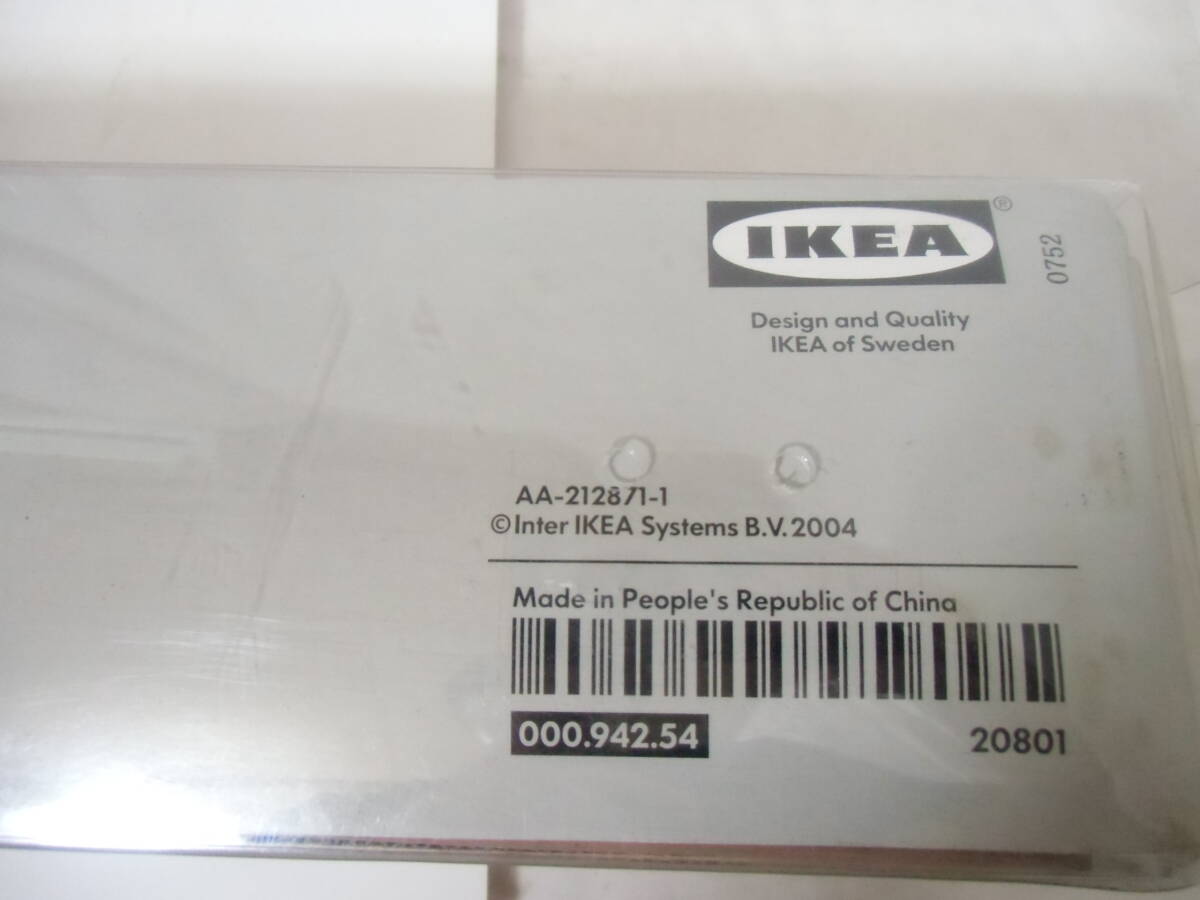 IKEA®
0752
Design and Quality
IKEA of Sweden
AA-212871-1
©Inter IKEA Systems B.V. 2004
Made in People's Republic of China
000.942.54
20801